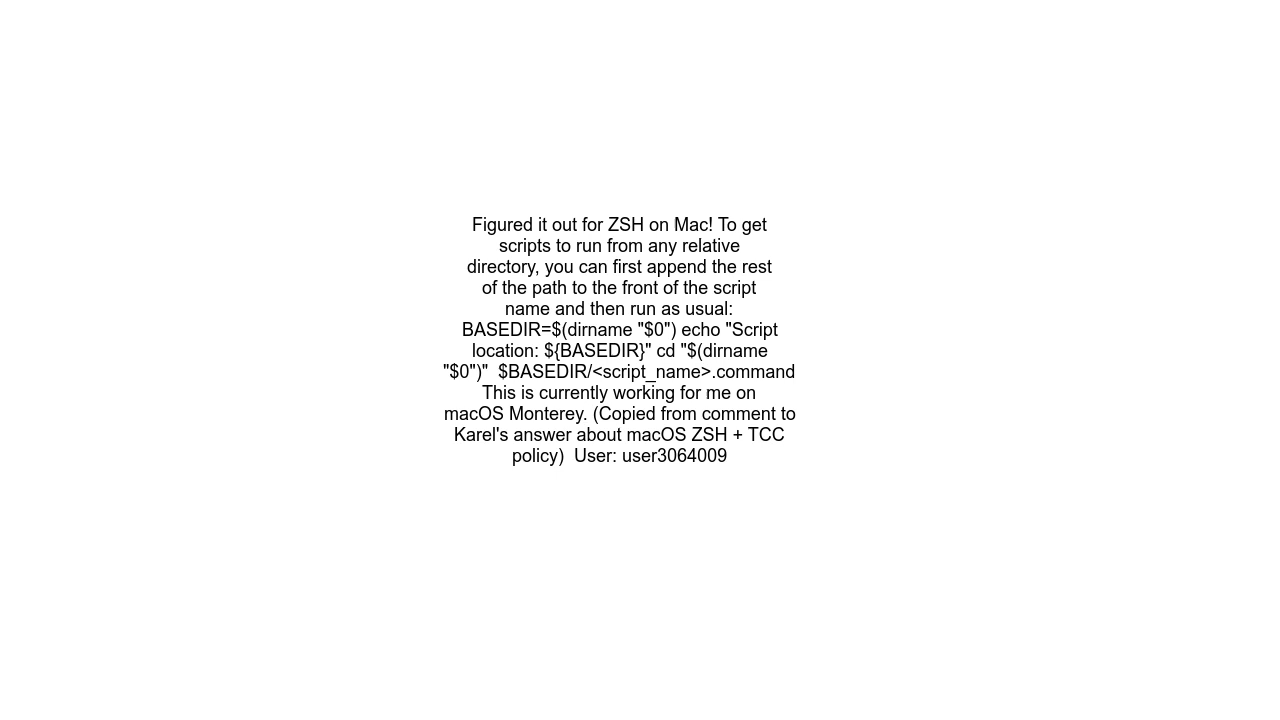 Figured it out for ZSH on Mac! To get
scripts to run from any relative
directory, you can first append the rest
of the path to the front of the script
name and then run as usual:
BASEDIR=$(dirname "$0") echo "Script
location: ${BASEDIR}" cd "$(dirname
"$0")"  $BASEDIR/<script_name>.command
This is currently working for me on
macOS Monterey. (Copied from comment to
Karel's answer about macOS ZSH + TCC
policy)  User: user3064009